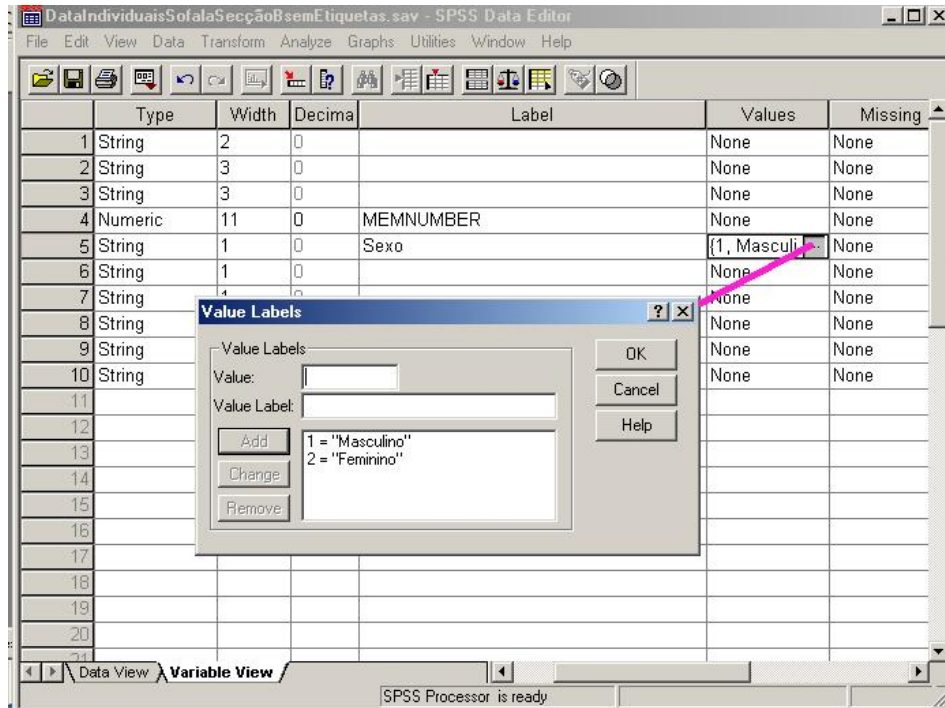 DataIndividuaisSofalaSecçãoBsemEtiquetas.sav - SPSS Data Editor
File Edit View Data Transform Analyze Graphs Utilities Window Help
Type Width Decima Label Values Missing
1 String 2 0 None None
2 String 3 0 None None
3 String 3 0 None None
4 Numeric 11 0 MEMNUMBER None None
5 String 1 0 Sexo {1, Masculi ... None
6 String 1 0 None None
7 String None None
8 String None None
9 String None None
10 String None None
11
12
13
14
15
16
17
18
19
20
21
Value Labels
Value Labels
Value:
Value Label:
Add
Change
Remove
1 = "Masculino"
2 = "Feminino"
OK
Cancel
Help
Data View Variable View
SPSS Processor is ready